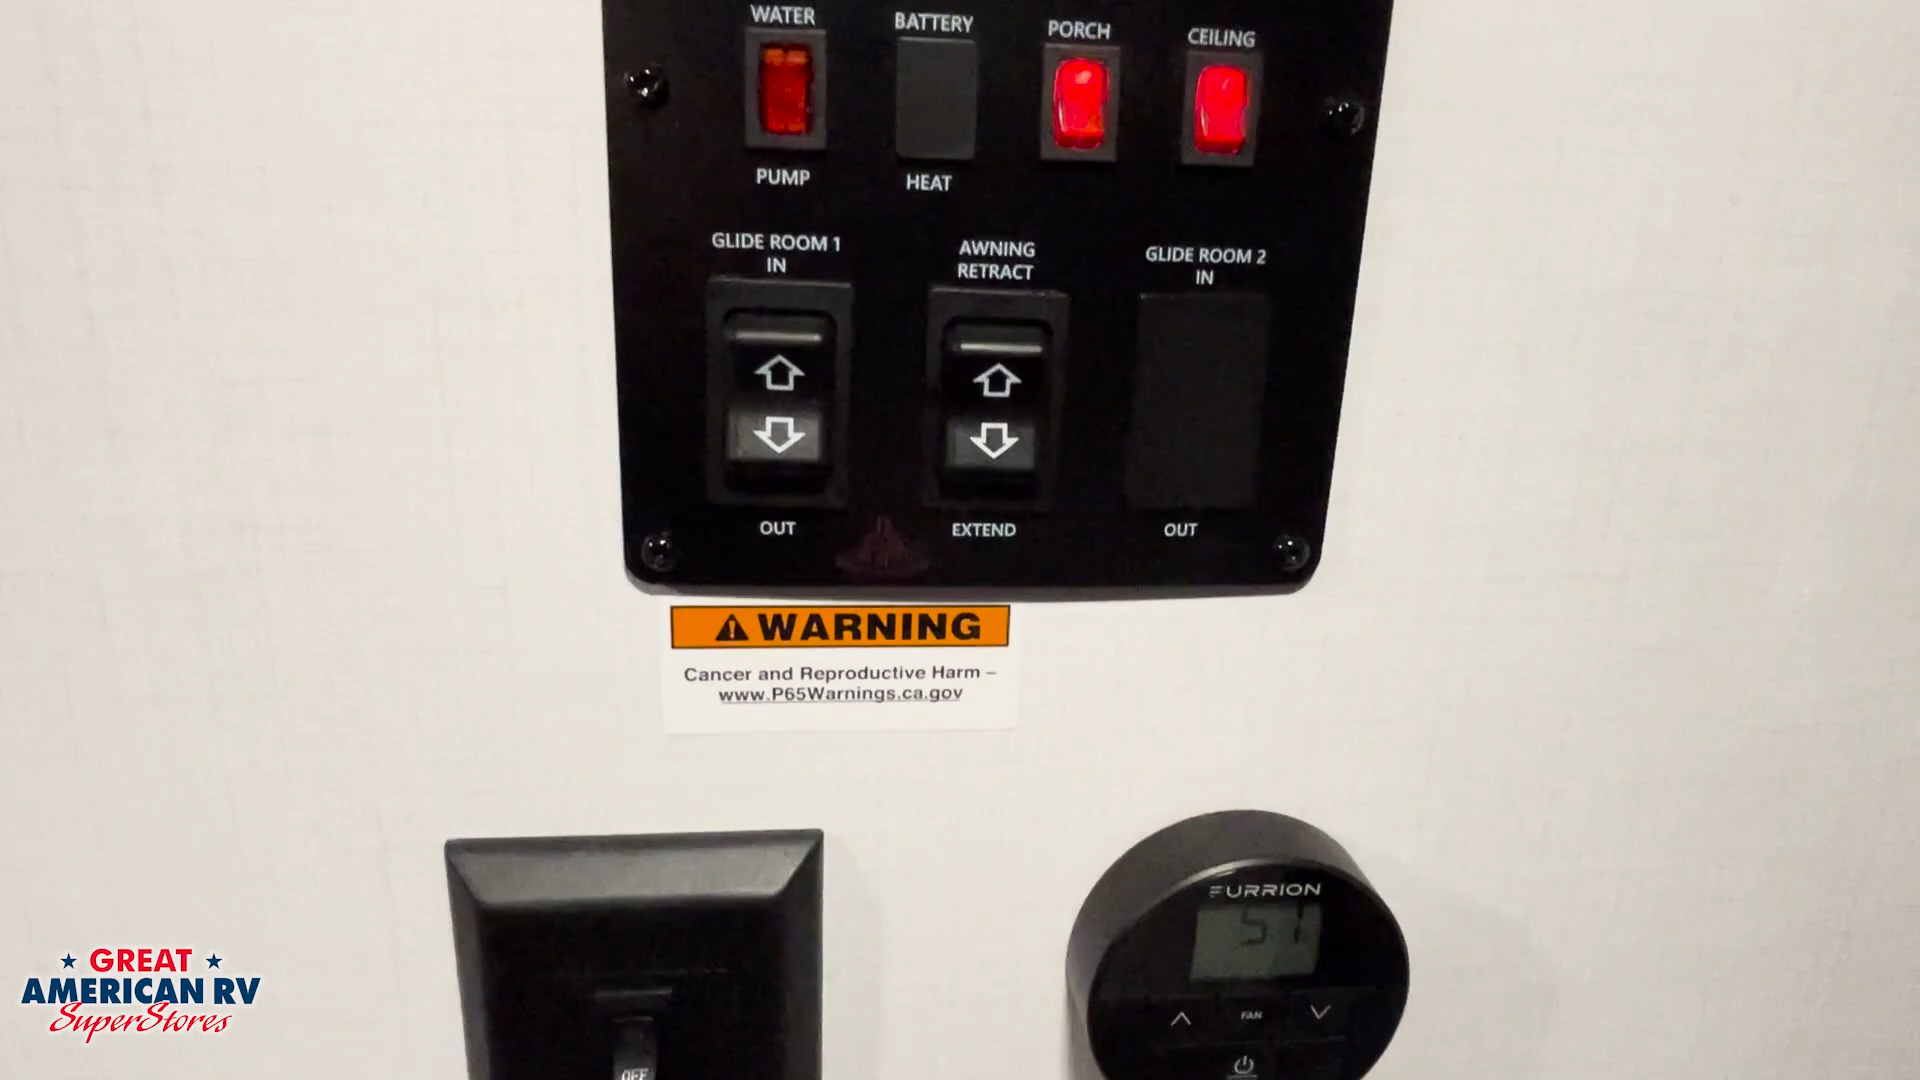 WATER
BATTERY
PORCH
CEILING
PUMP
HEAT
GLIDE ROOM 1
IN
AWNING
RETRACT
GLIDE ROOM 2
IN
OUT
EXTEND
OUT
WARNING
Cancer and Reproductive Harm –
www.P65Warnings.ca.gov
FURRION
57
FAN
OFF
GREAT
AMERICAN RV
SuperStores